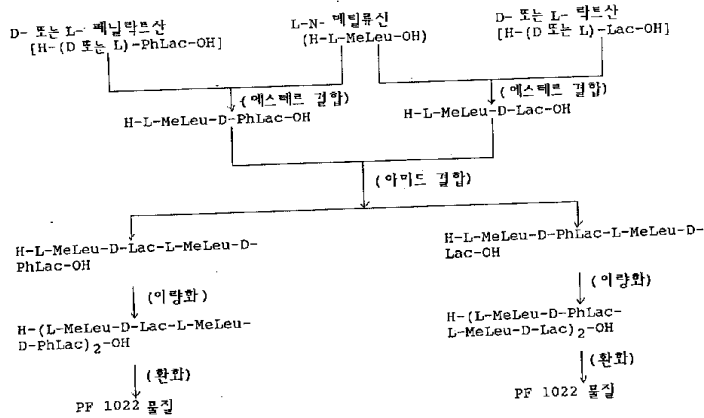 D- 또는 L- 페닐락트산
[H-(D 또는 L)-PhLac-OH]
L-N- 메틸류신
(H-L-MeLeu-OH)
D- 또는 L- 락트산
[H-(D 또는 L)-Lac-OH]
(에스테르 결합)
H-L-MeLeu-D-PhLac-OH
(에스테르 결합)
H-L-MeLeu-D-Lac-OH
(아미드 결합)
H-L-MeLeu-D-Lac-L-MeLeu-D-
PhLac-OH
H-L-MeLeu-D-PhLac-L-MeLeu-D-
Lac-OH
(이량화)
(이량화)
H-(L-MeLeu-D-Lac-L-MeLeu-
D-PhLac)2-OH
H-(L-MeLeu-D-PhLac-
L-MeLeu-D-Lac)2-OH
(환화)
(환화)
PF 1022 물질
PF 1022 물질